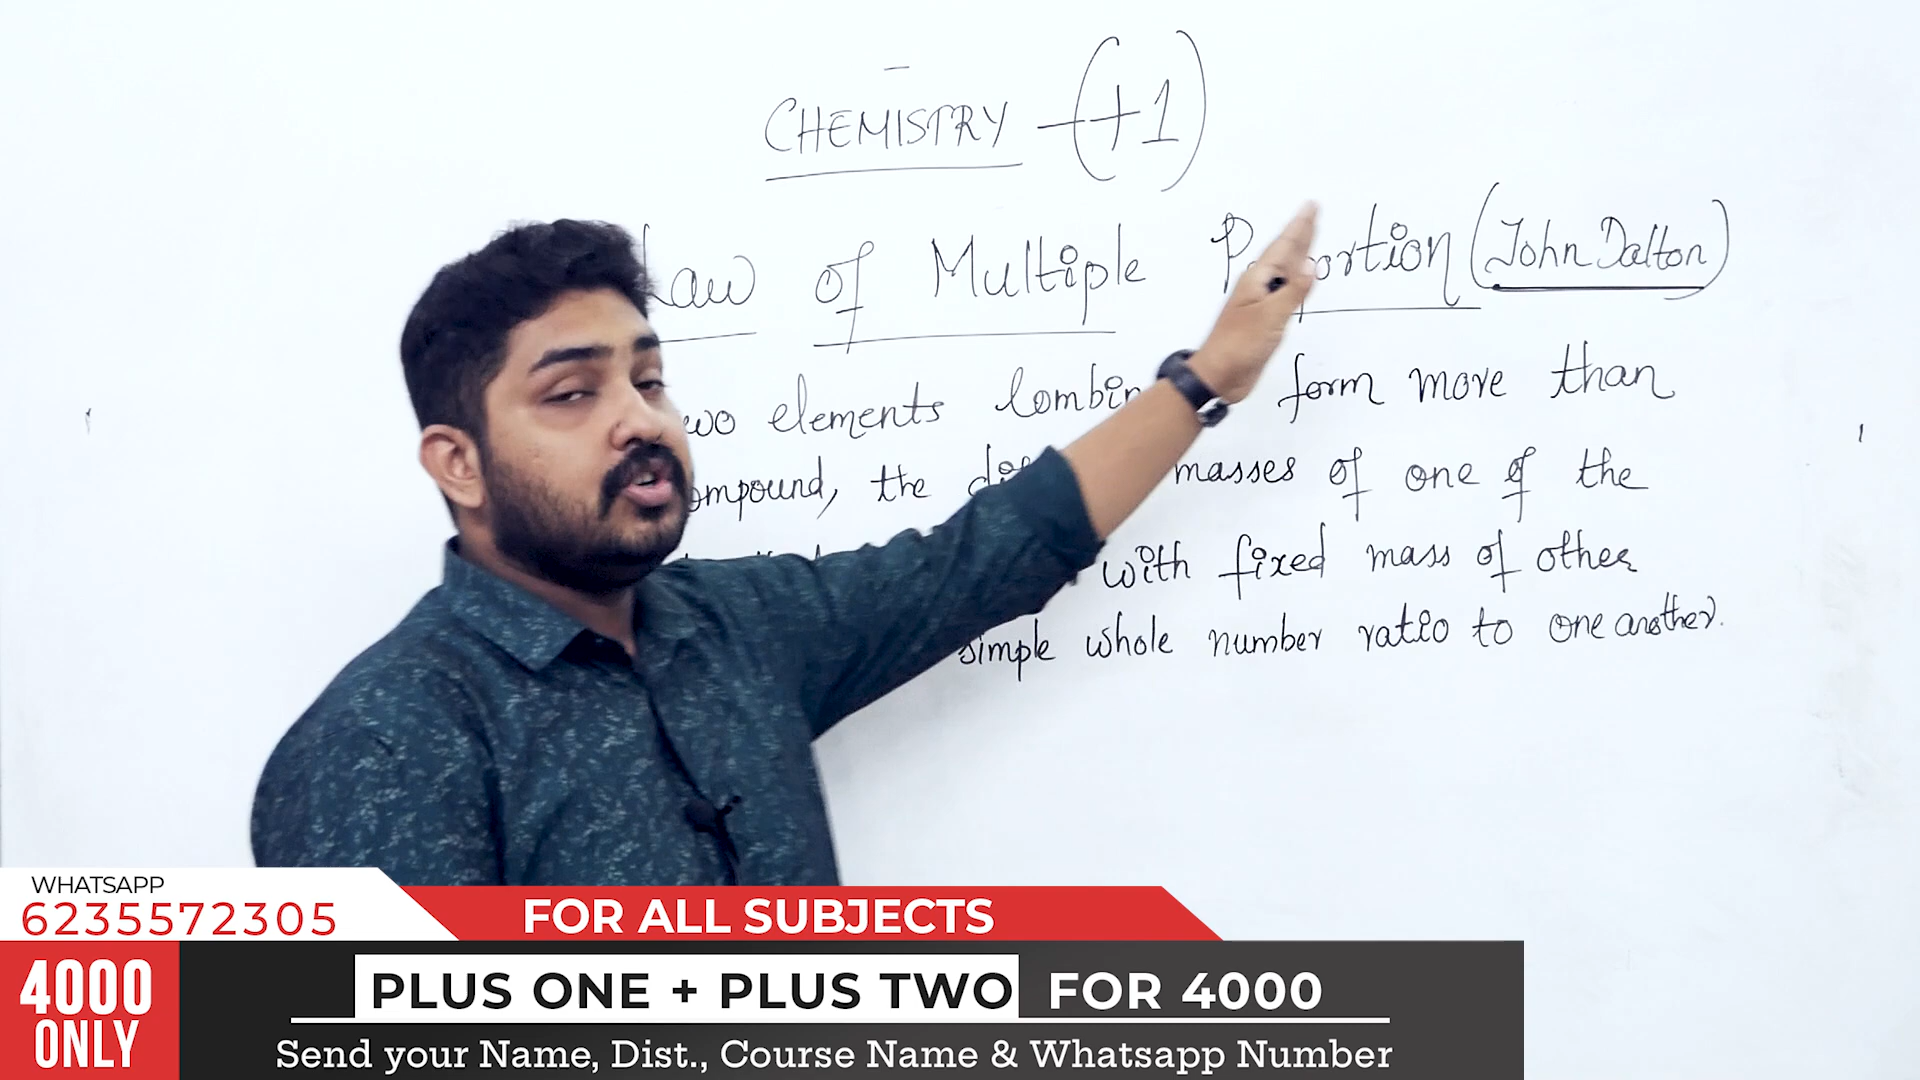 CHEMISTRY - (+1)
Law of Multiple Proportion (John Dalton)
two elements Combine form more than
compound, the masses of one of the
with fixed mass of other
simple whole number ratio to one another.
WHATSAPP
6235572305
FOR ALL SUBJECTS
4000 ONLY
PLUS ONE + PLUS TWO FOR 4000
Send your Name, Dist., Course Name & Whatsapp Number